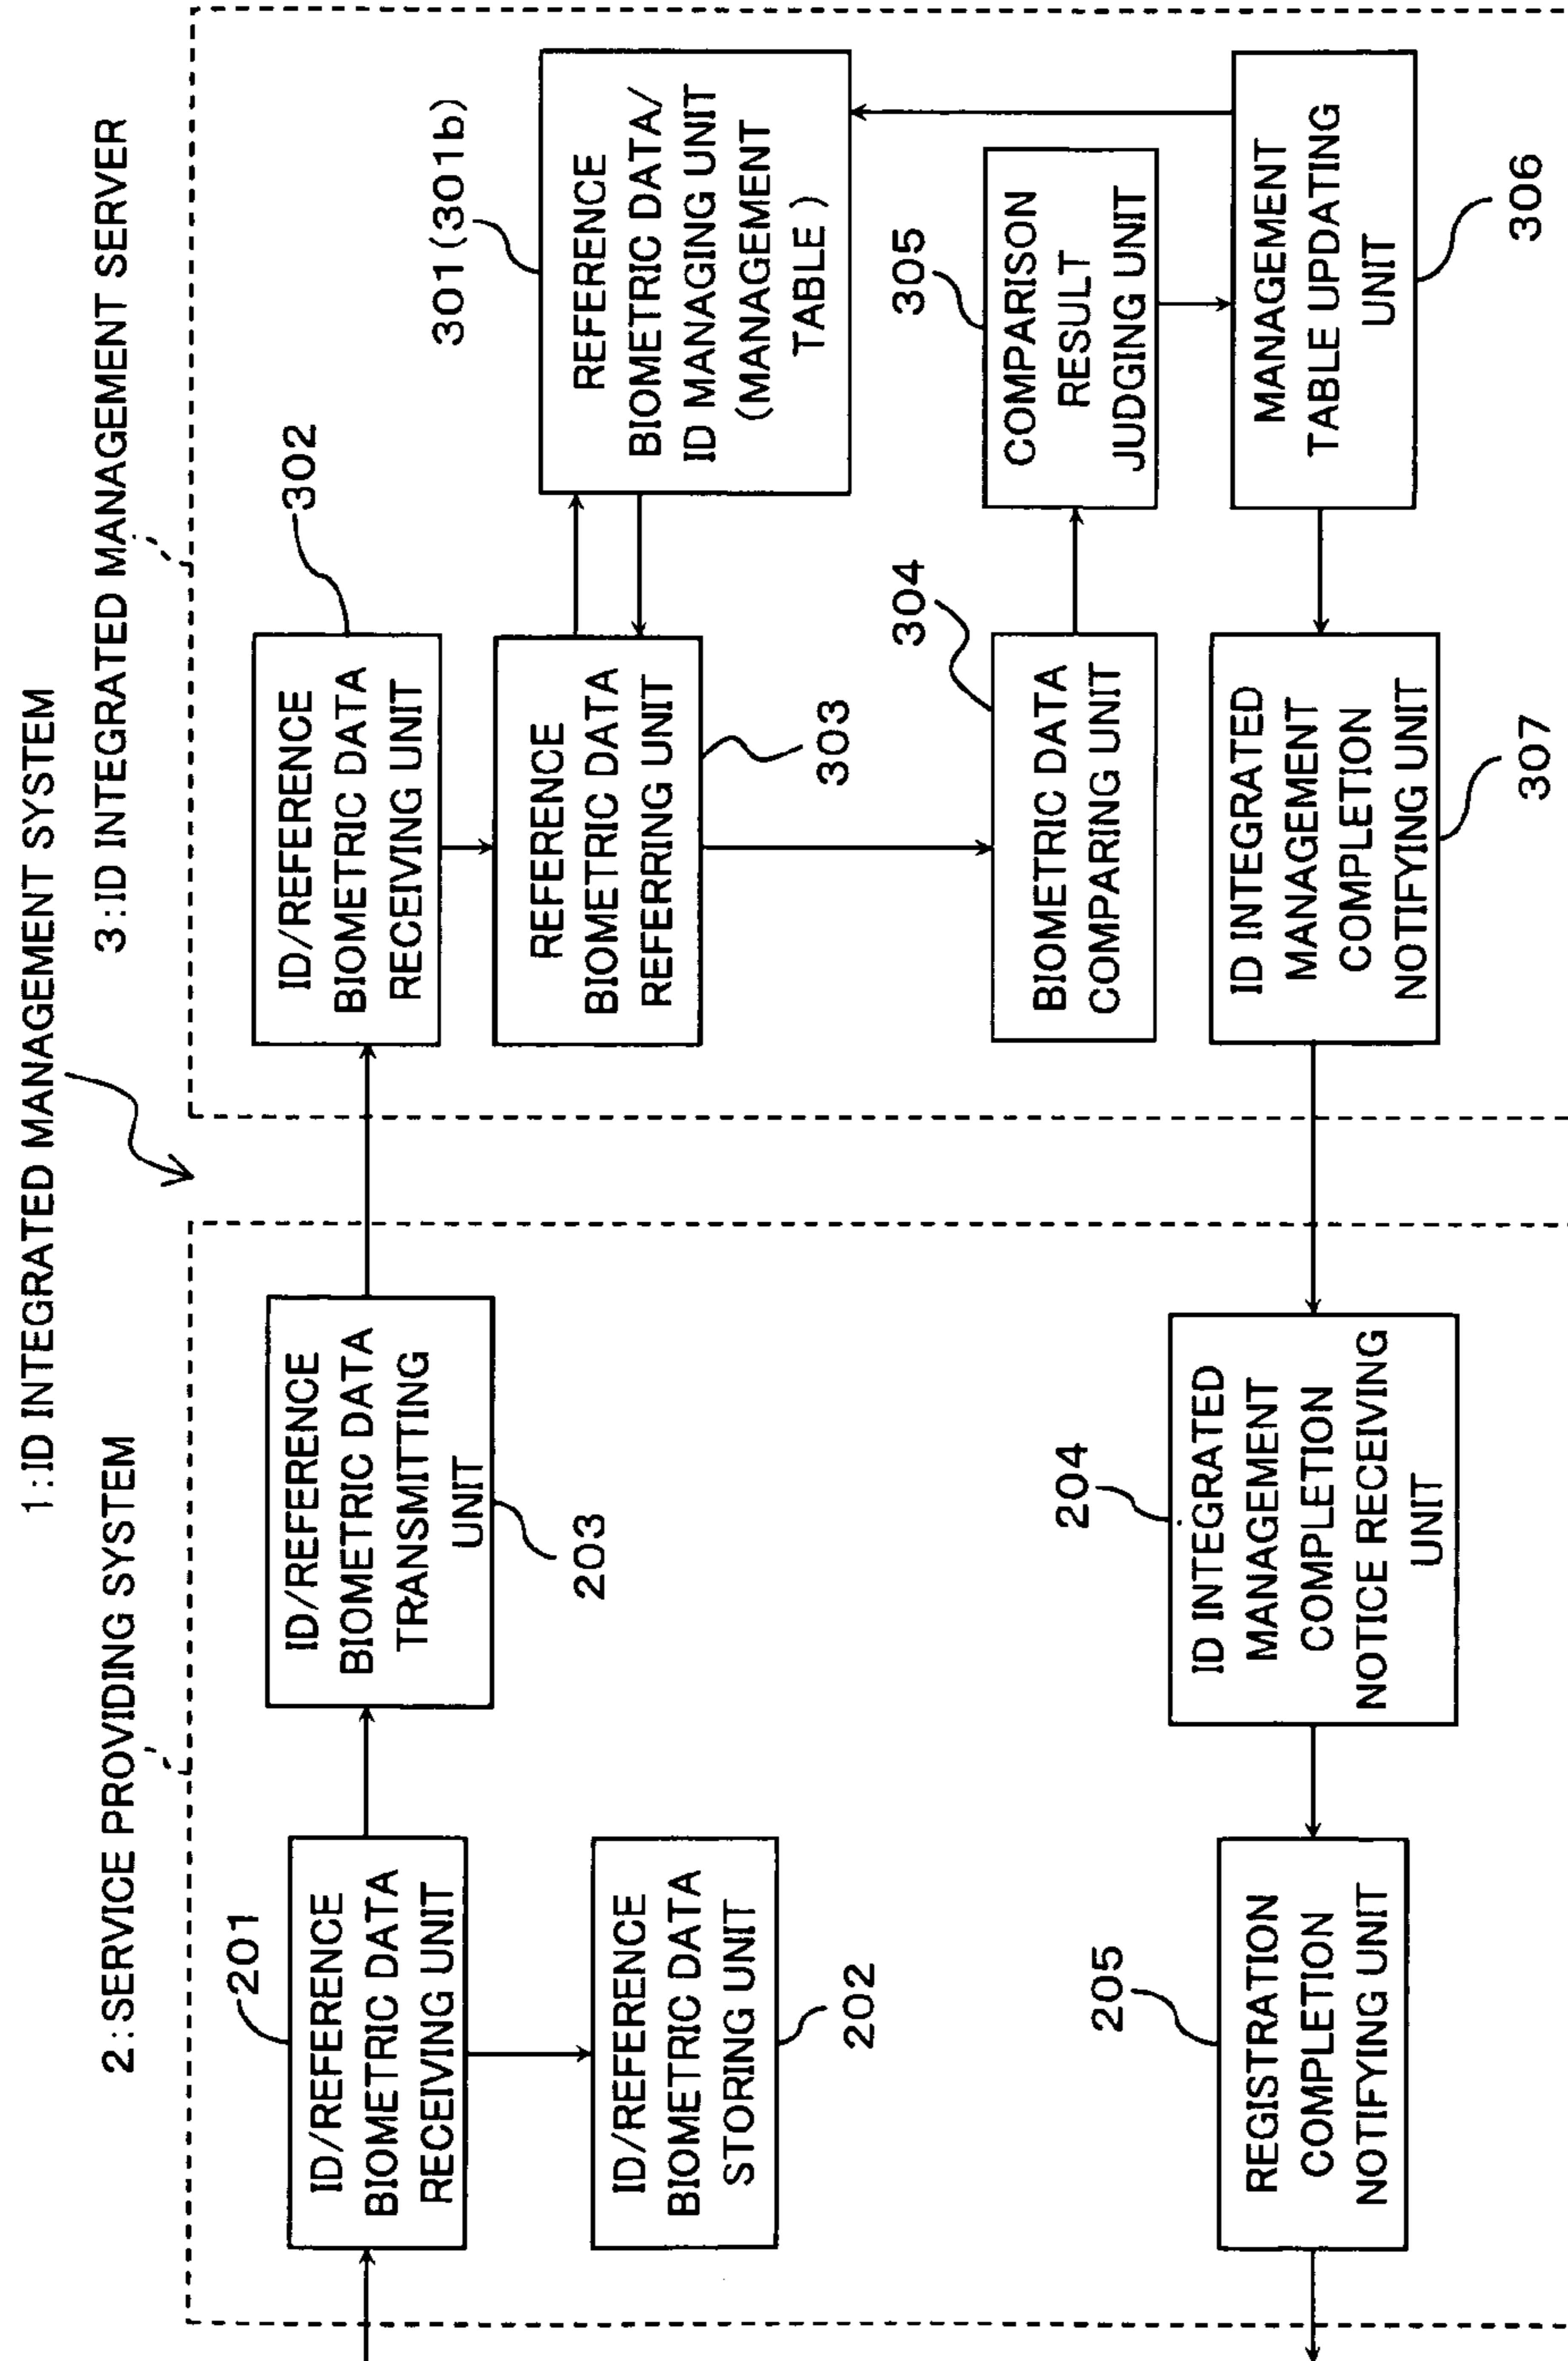 1:ID INTEGRATED MANAGEMENT SYSTEM
2:SERVICE PROVIDING SYSTEM
3:ID INTEGRATED MANAGEMENT SERVER
201
ID/REFERENCE
BIOMETRIC DATA
RECEIVING UNIT
ID/REFERENCE
BIOMETRIC DATA
STORING UNIT
202
ID/REFERENCE
BIOMETRIC DATA
TRANSMITTING
UNIT
203
204
ID INTEGRATED
MANAGEMENT
COMPLETION
NOTICE RECEIVING
UNIT
205
REGISTRATION
COMPLETION
NOTIFYING UNIT
302
ID/REFERENCE
BIOMETRIC DATA
RECEIVING UNIT
REFERENCE
BIOMETRIC DATA
REFERRING UNIT
303
301(301b)
REFERENCE
BIOMETRIC DATA/
ID MANAGING UNIT
(MANAGEMENT
TABLE )
304
BIOMETRIC DATA
COMPARING UNIT
305
COMPARISON
RESULT
JUDGING UNIT
MANAGEMENT
TABLE UPDATING
UNIT
306
ID INTEGRATED
MANAGEMENT
COMPLETION
NOTIFYING UNIT
307